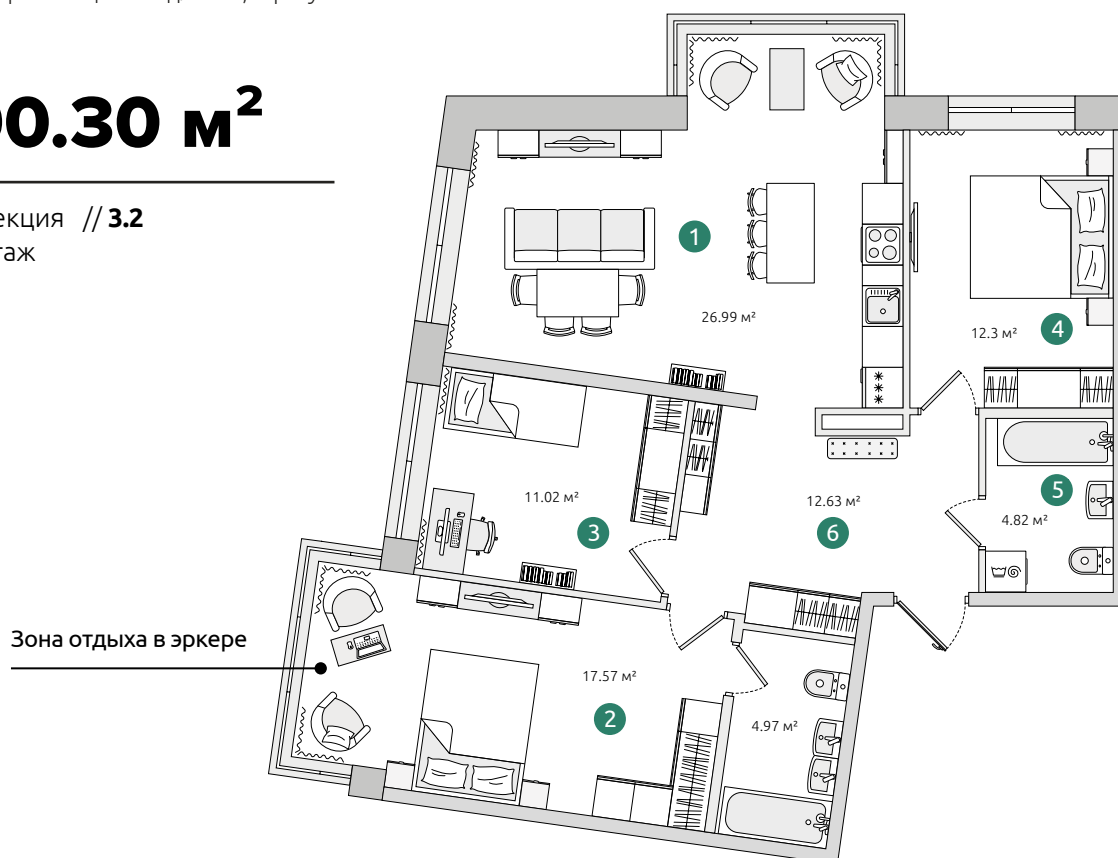 0.30 м²
екция // 3.2
таж
1
26.99 м²
12.3 м²
4
11.02 м²
3
12.63 м²
6
5
4.82 м²
Зона отдыха в эркере
17.57 м²
2
4.97 м²